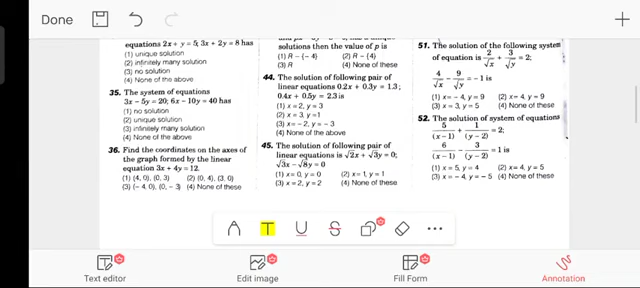 Done
equations 2x + y = 5; 3x + 2y = 8 has
(1) unique solution
(2) infinitely many solution
(3) no solution
(4) None of the above
35. The system of equations
3x – 5y = 20; 6x – 10y = 40 has
(1) no solution
(2) unique solution
(3) infinitely many solution
(4) None of the above
36. Find the coordinates on the axes of
the graph formed by the linear
equation 3x + 4y = 12.
(1) (4, 0), (0, 3) (2) (0, 4), (3, 0)
(3) (– 4, 0), (0, – 3) (4) None of these
solutions then the value of p is
(1) R – {– 4} (2) R – {4}
(3) R (4) None of these
44. The solution of following pair of
linear equations 0.2x + 0.3y = 1.3;
0.4x + 0.5y = 2.3 is
(1) x = 2, y = 3
(2) x = 3, y = 1
(3) x = – 2, y = – 3
(4) None of the above
45. The solution of following pair of
linear equations is √2x + √3y = 0;
√3x – √8y = 0
(1) x = 0, y = 0 (2) x = 1, y = 1
(3) x = 2, y = 2 (4) None of these
51. The solution of the following system
of equation is 2/√x + 3/√y = 2;
4/√x – 9/√y = – 1 is
(1) x = – 4, y = 9 (2) x = 4, y = 9
(3) x = 3, y = 5 (4) None of these
52. The solution of system of equations
5/(x – 1) + 1/(y – 2) = 2;
6/(x – 1) – 3/(y – 2) = 1 is
(1) x = 5, y = 4 (2) x = 4, y = 5
(3) x = – 4, y = – 5 (4) None of these
T U S
Text editor
Edit image
Fill Form
Annotation